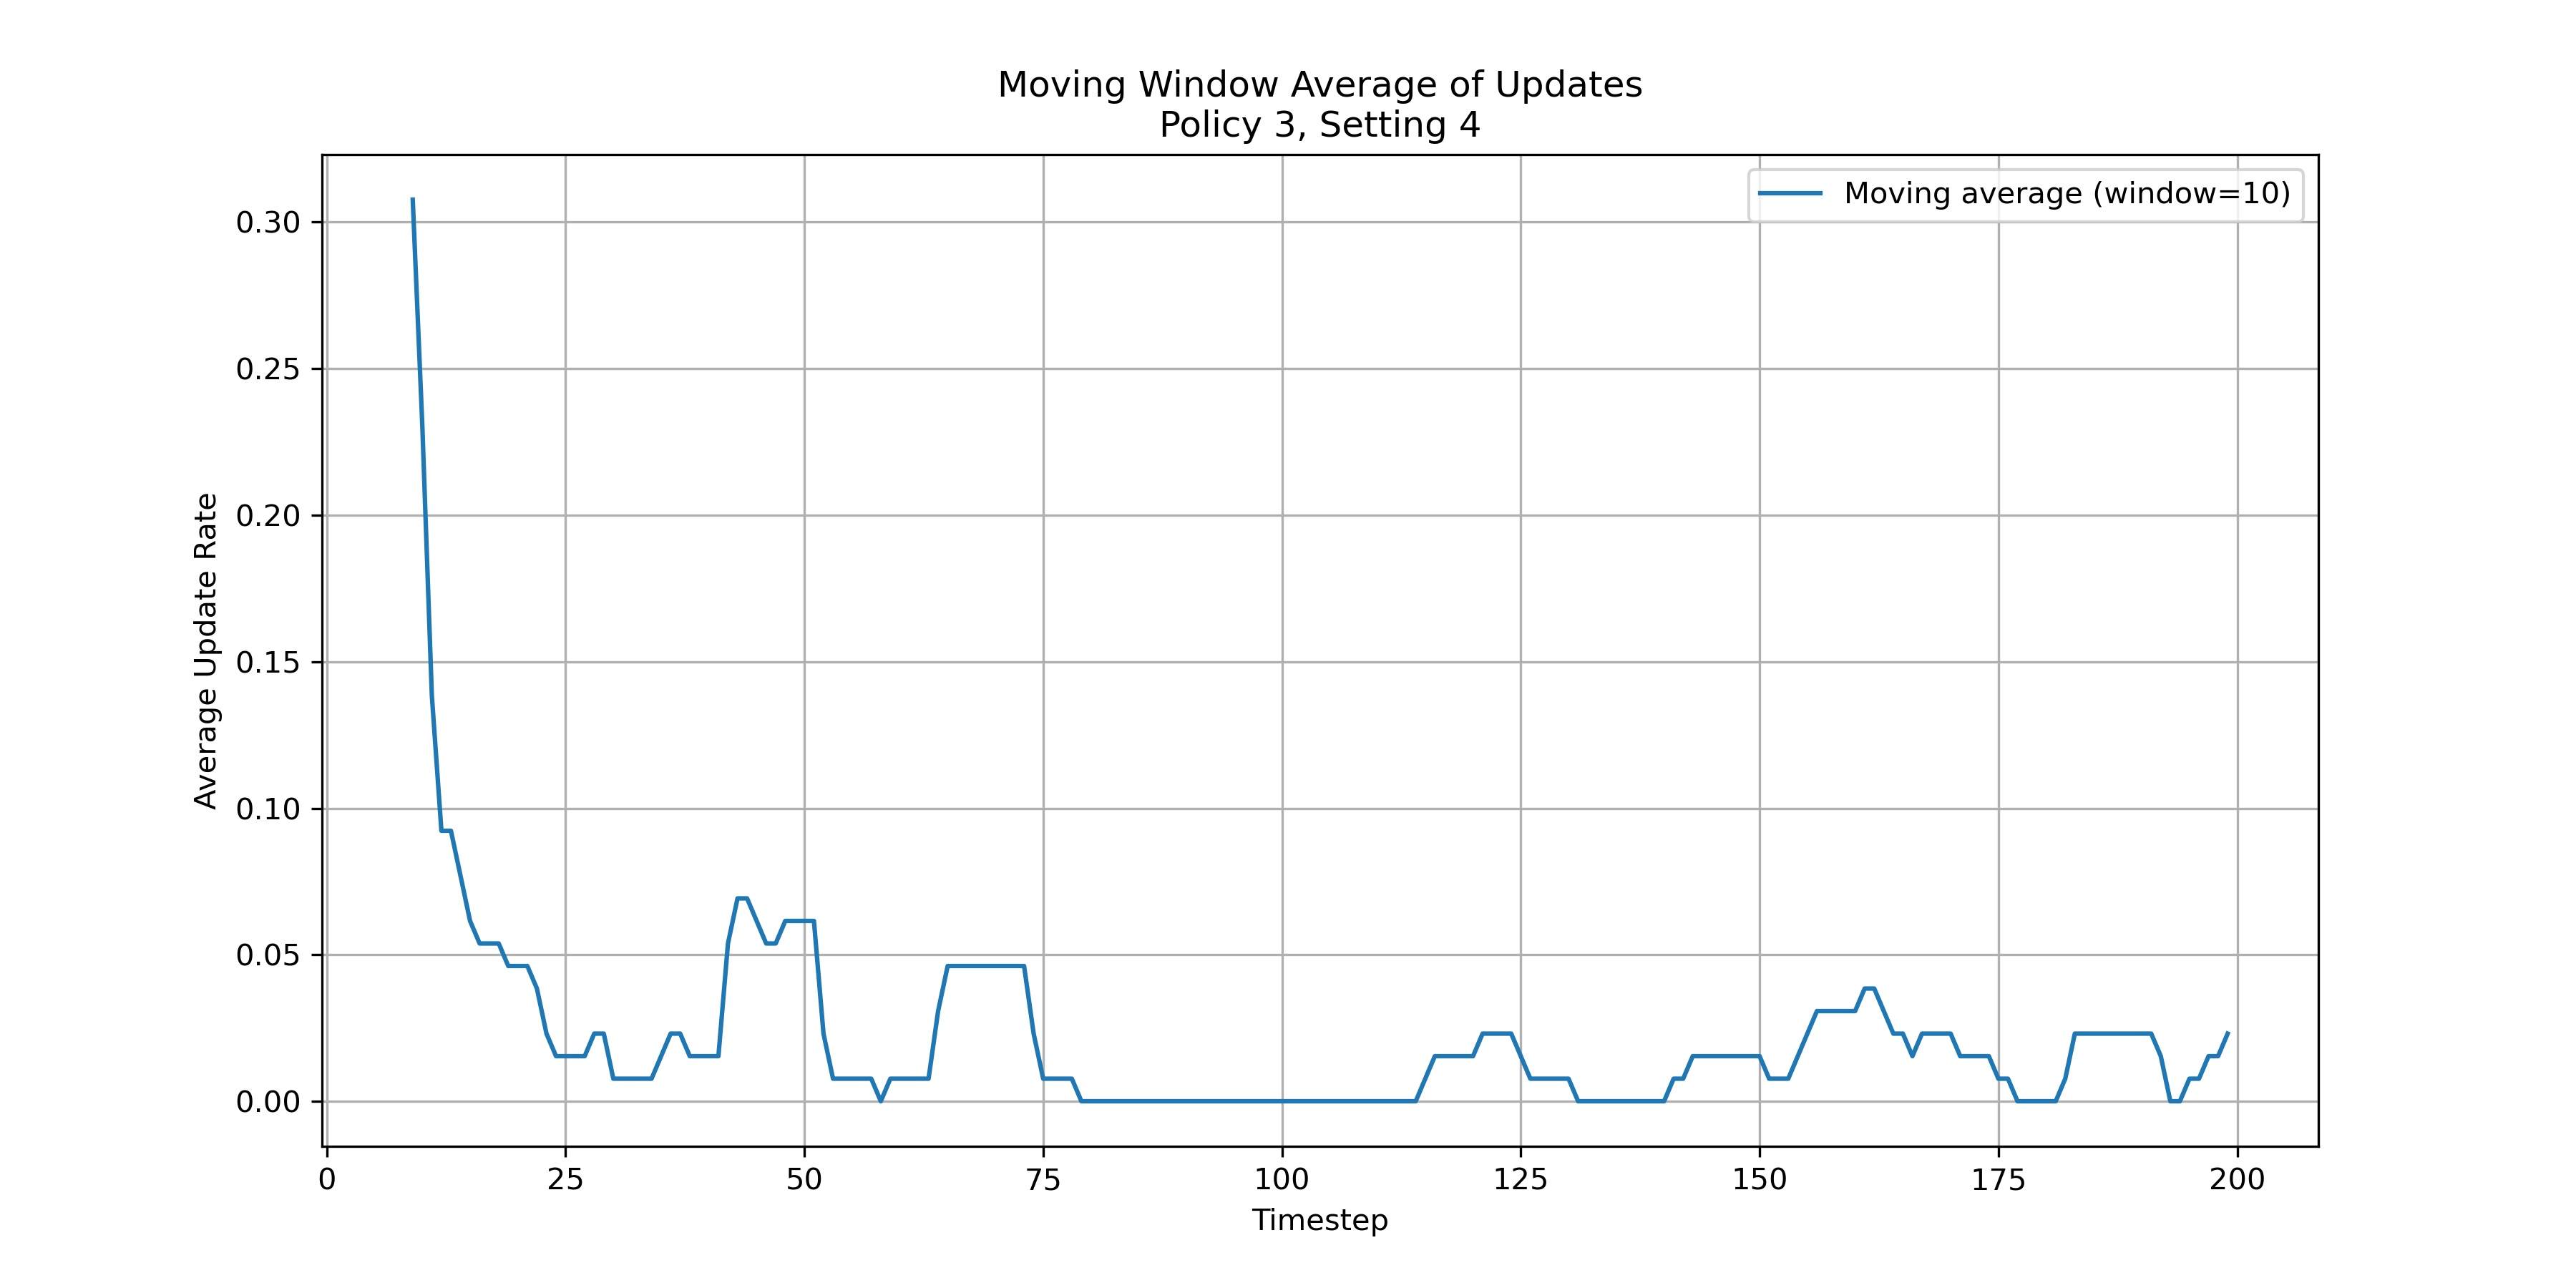 Moving Window Average of Updates
Policy 3, Setting 4
Moving average (window=10)
Average Update Rate
0.30
0.25
0.20
0.15
0.10
0.05
0.00
0 25 50 75 100 125 150 175 200
Timestep